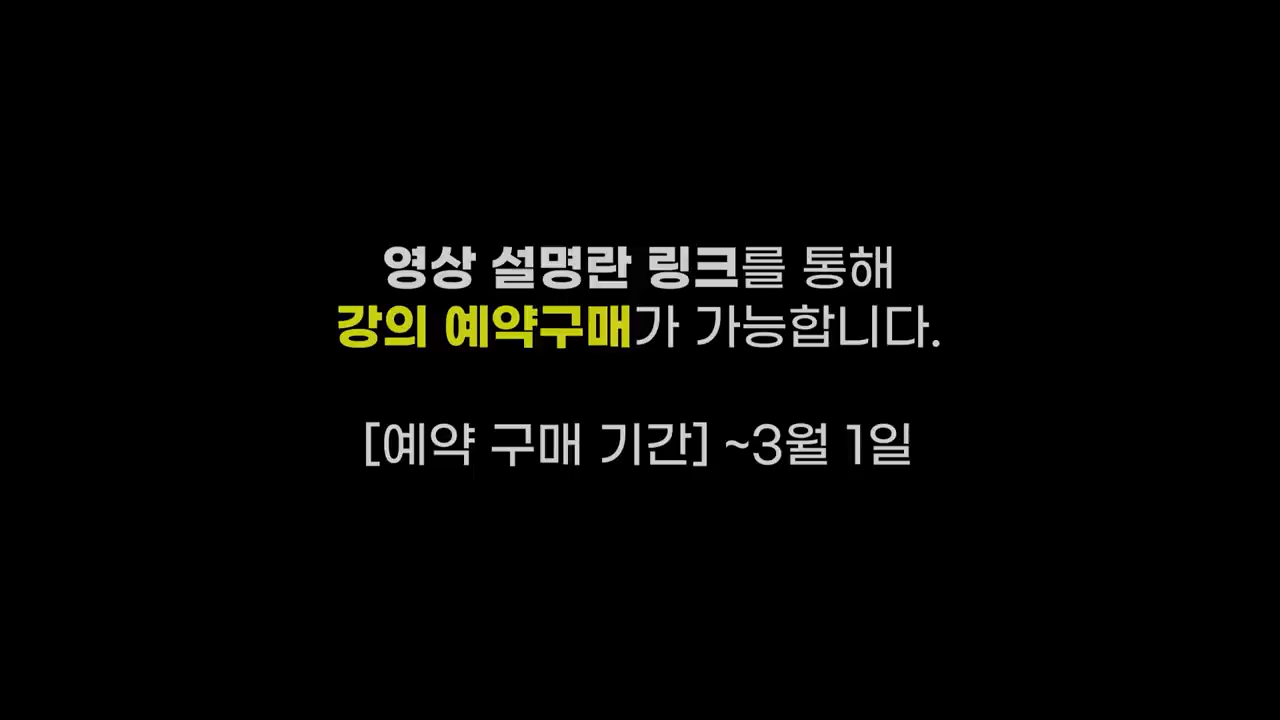 영상 설명란 링크를 통해
강의 예약구매가 가능합니다.
[예약 구매 기간] ~3월 1일